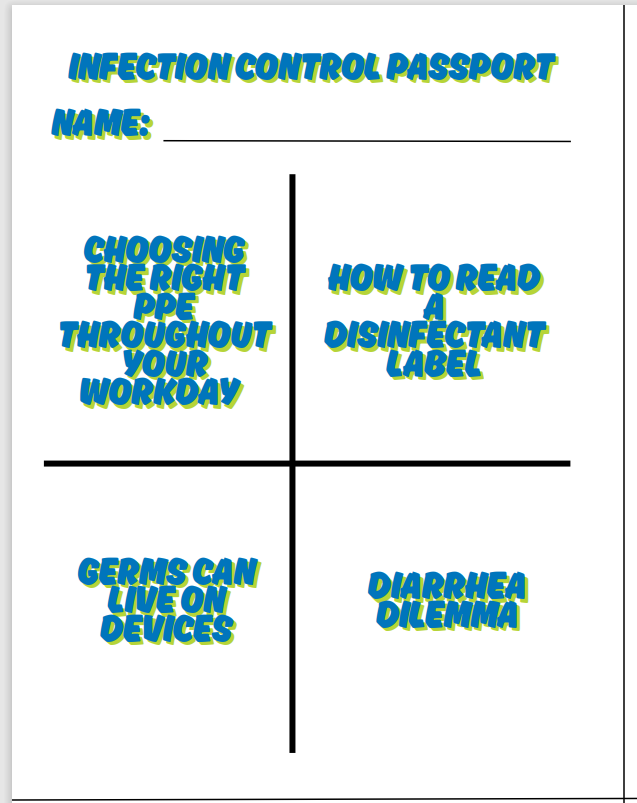 INFECTION CONTROL PASSPORT
NAME:
CHOOSING
THE RIGHT
PPE
THROUGHOUT
YOUR
WORKDAY
HOW TO READ
A
DISINFECTANT
LABEL
GERMS CAN
LIVE ON
DEVICES
DIARRHEA
DILEMMA